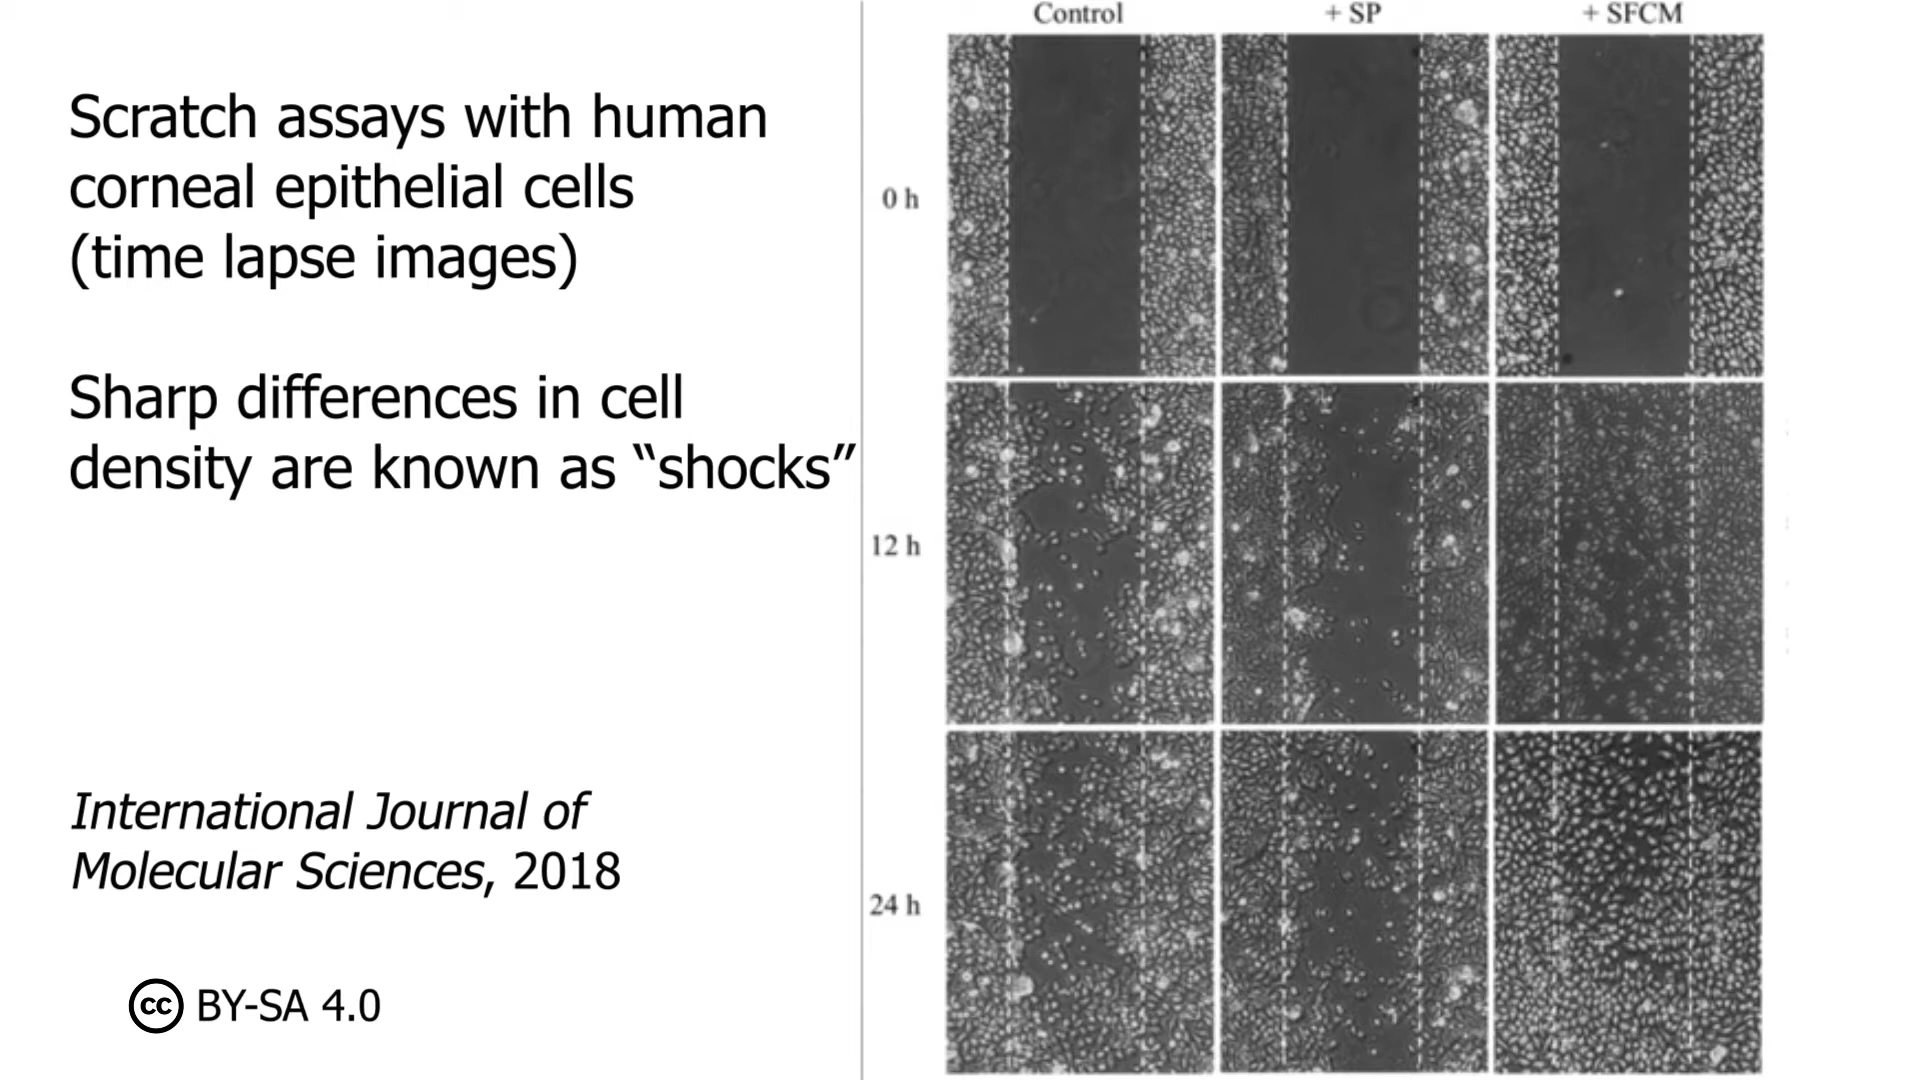 Scratch assays with human
corneal epithelial cells
(time lapse images)
Sharp differences in cell
density are known as “shocks”
International Journal of
Molecular Sciences, 2018
cc BY-SA 4.0
Control + SP + SFCM
0 h
12 h
24 h